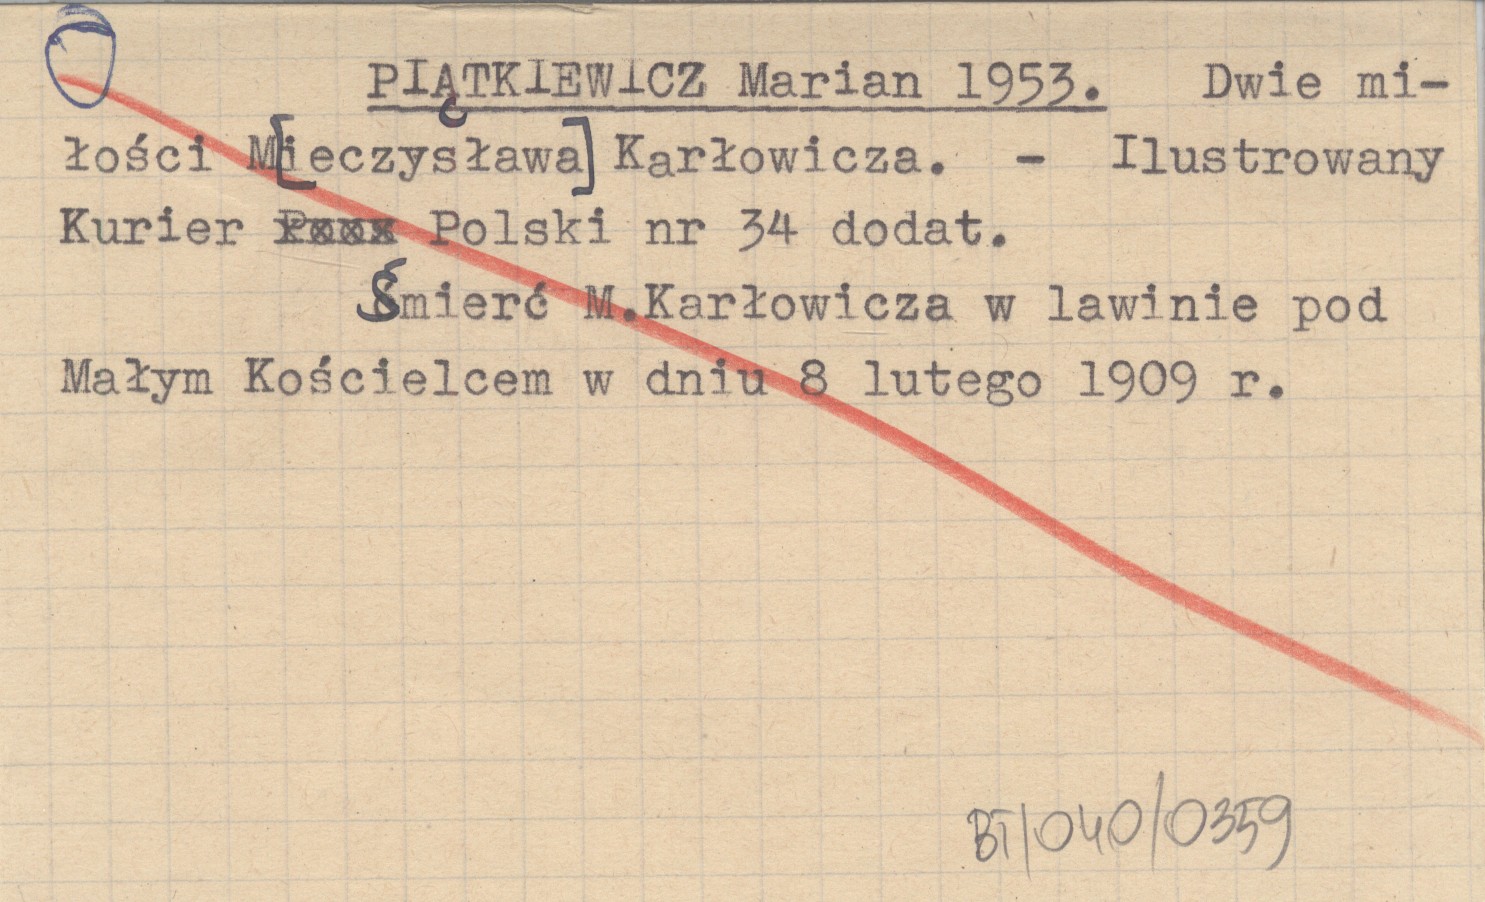 PIĄTKIEWICZ Marian 1953. Dwie mi-
łości M[ieczysława] Karłowicza. - Ilustrowany
Kurier Polski nr 34 dodat.
Śmierć M.Karłowicza w lawinie pod
Małym Kościelcem w dniu 8 lutego 1909 r.
BT/040/0359